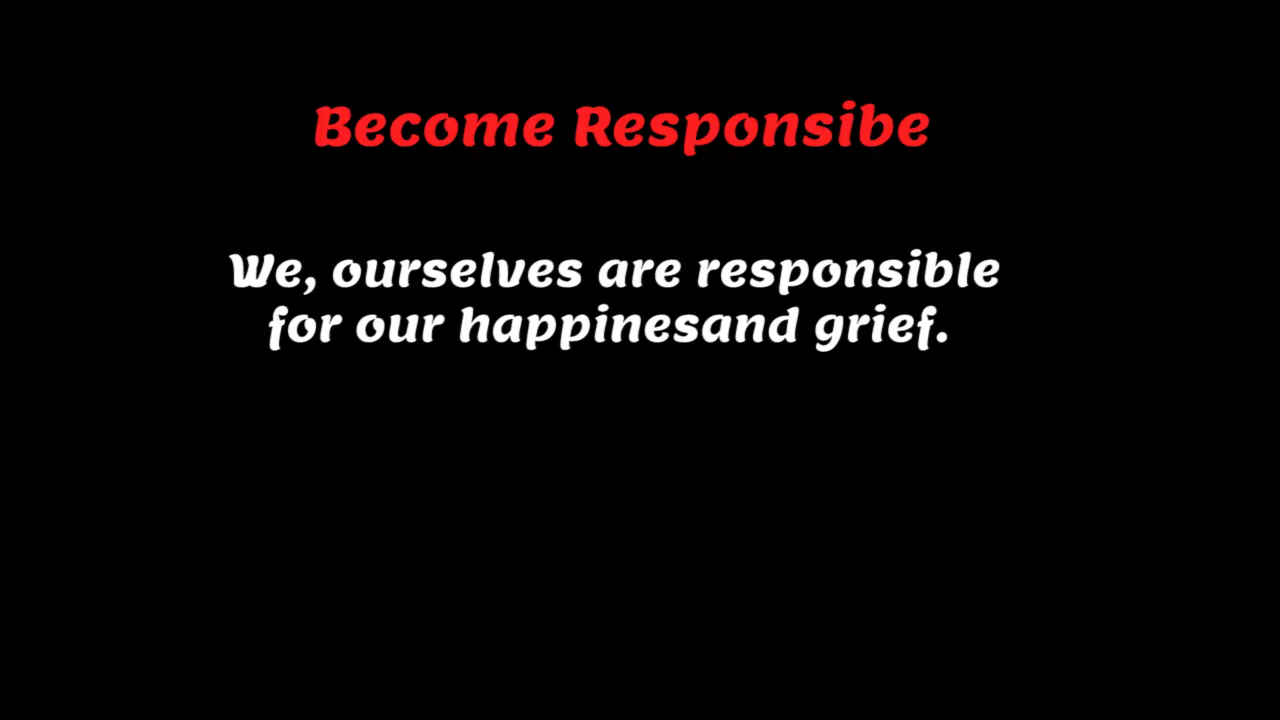 Become Responsibe
We, ourselves are responsible
for our happinesand grief.